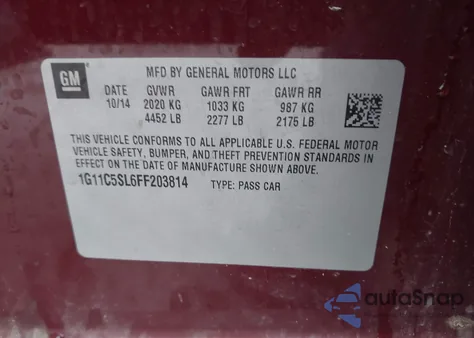 GM
MFD BY GENERAL MOTORS LLC
DATE GVWR GAWR FRT GAWR RR
10/14 2020 KG 1033 KG 987 KG
4452 LB 2277 LB 2175 LB
THIS VEHICLE CONFORMS TO ALL APPLICABLE U.S. FEDERAL MOTOR
VEHICLE SAFETY, BUMPER, AND THEFT PREVENTION STANDARDS IN
EFFECT ON THE DATE OF MANUFACTURE SHOWN ABOVE.
1G11C5SL6FF203814 TYPE: PASS CAR
autoSnap